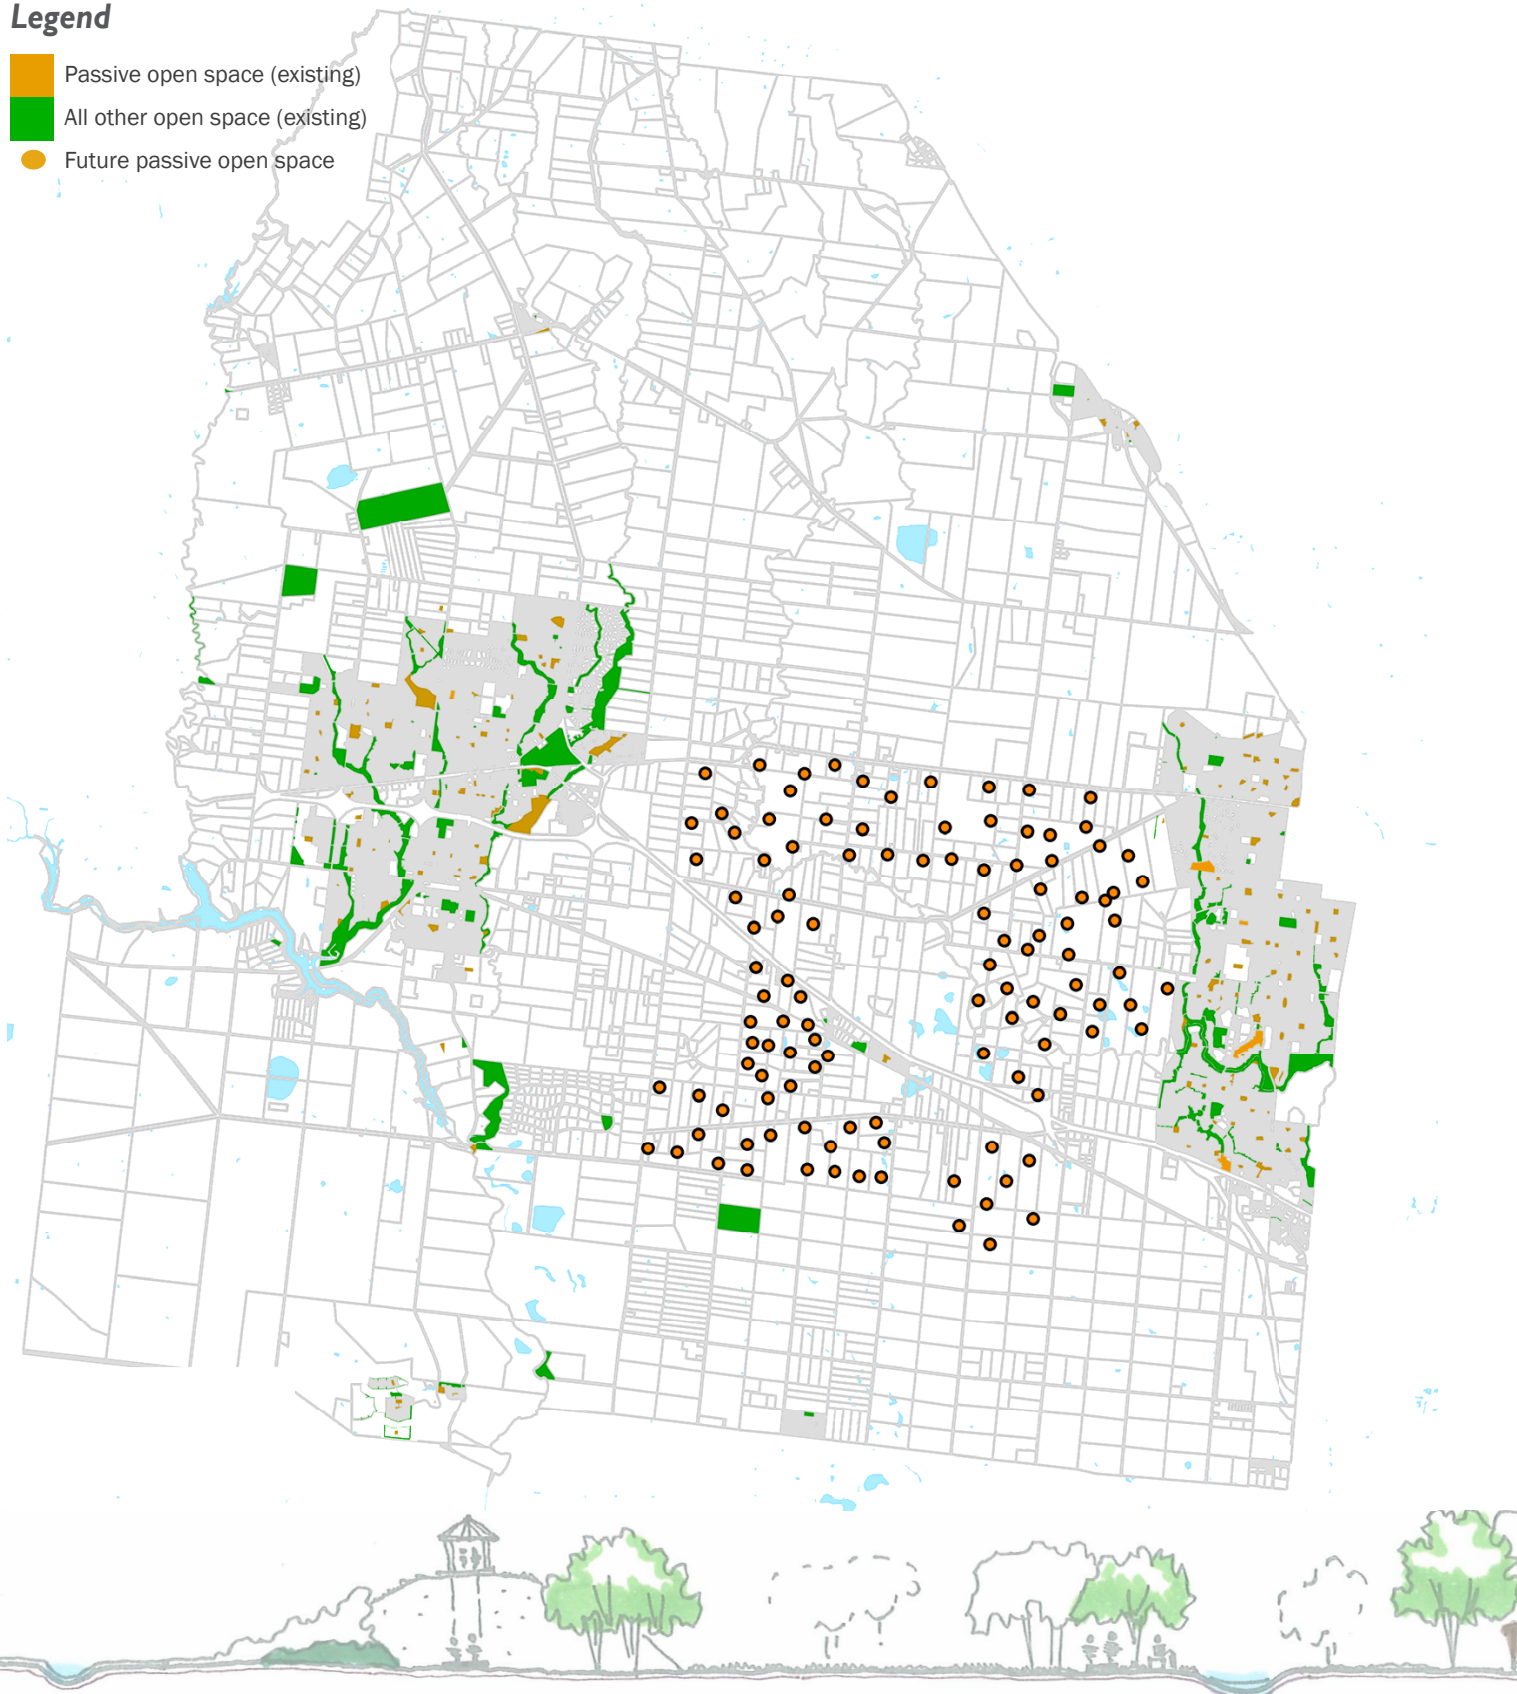 Legend
Passive open space (existing)
All other open space (existing)
Future passive open space